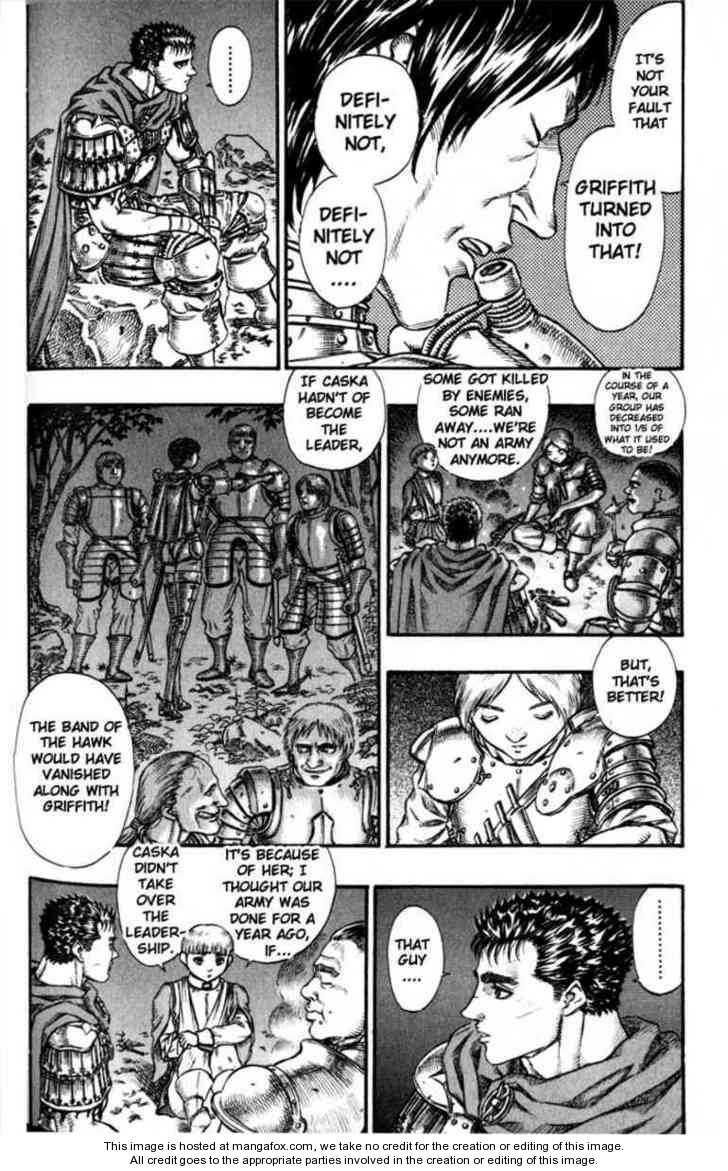 IT'S
NOT
YOUR
FAULT
THAT
GRIFFITH
TURNED
INTO
THAT!
DEFI-
NITELY
NOT,
DEFI-
NITELY
NOT
....
........
IN THE
COURSE OF A
YEAR, OUR
GROUP HAS
DECREASED
INTO 1/5 OF
WHAT IT USED
TO BE!
SOME GOT KILLED
BY ENEMIES,
SOME RAN
AWAY....WE'RE
NOT AN ARMY
ANYMORE.
BUT,
THAT'S
BETTER!
IF CASKA
HADN'T OF
BECOME
THE
LEADER,
THE BAND OF
THE HAWK
WOULD HAVE
VANISHED
ALONG WITH
GRIFFITH!
..........
THAT
GUY
....
IT'S BECAUSE
OF HER; I
THOUGHT OUR
ARMY WAS
DONE FOR A
YEAR AGO,
IF...
CASKA
DIDN'T
TAKE
OVER
THE
LEADER-
SHIP.
This image is hosted at mangafox.com, we take no credit for the creation or editing of this image.
All credit goes to the appropriate parties involved in the creation or editing of this image.